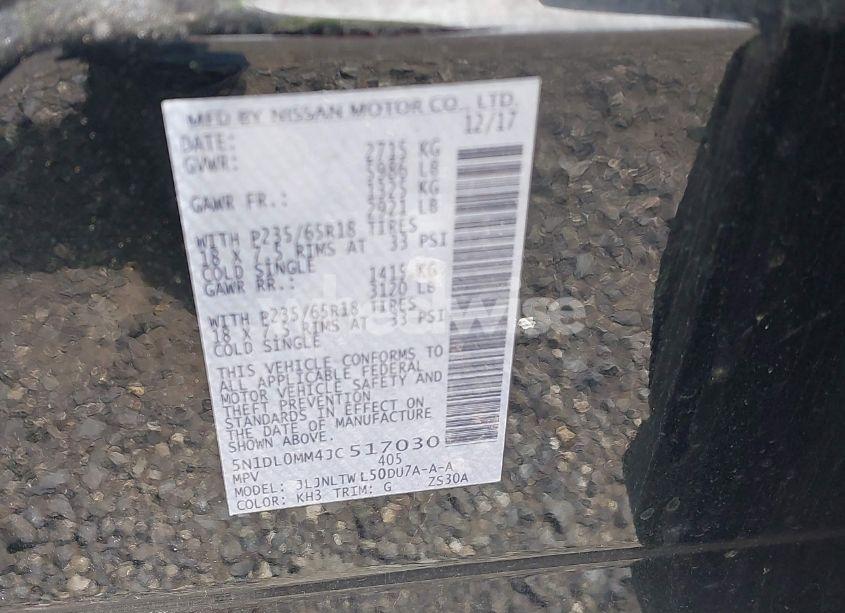 MFD BY NISSAN MOTOR CO., LTD.
DATE: 12/17
GVWR: 2715 KG
5986 LB
GAWR FR.: 1325 KG
2921 LB
WITH P235/65R18 TIRES
18 X 7.5 RIMS AT 33 PSI
COLD SINGLE
GAWR RR.: 1415 KG
3120 LB
WITH P235/65R18 TIRES
18 X 7.5 RIMS AT 33 PSI
COLD SINGLE
THIS VEHICLE CONFORMS TO
ALL APPLICABLE FEDERAL
MOTOR VEHICLE SAFETY AND
THEFT PREVENTION
STANDARDS IN EFFECT ON
THE DATE OF MANUFACTURE
SHOWN ABOVE.
5N1DL0MM4JC517030
MPV 405
MODEL: JLJNLTWL50DU7A-A-A
COLOR: KH3 TRIM: G ZS30A